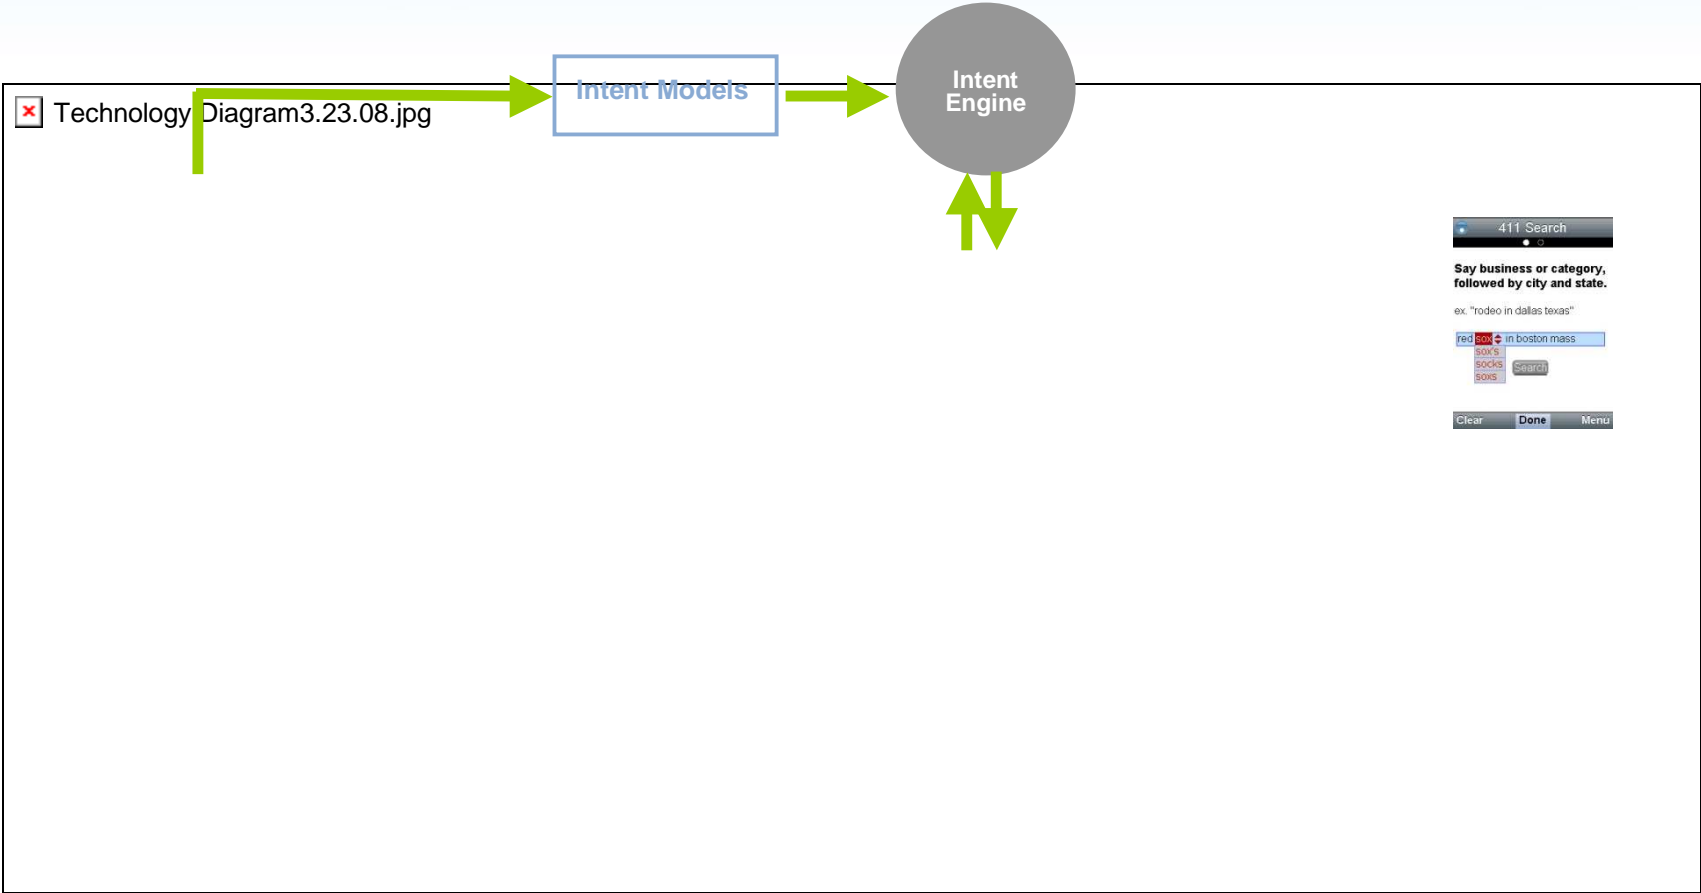 Intent Models
Intent
Engine
Technology Diagram3.23.08.jpg
411 Search
Say business or category,
followed by city and state.
ex. "rodeo in dallas texas"
red sox in boston mass
sox's
socks
soxs
Search
Clear Done Menu